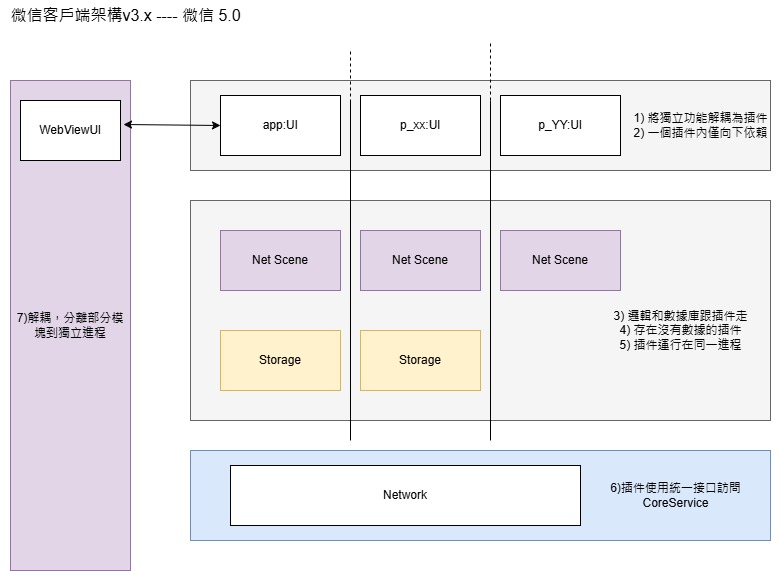 微信客戶端架構v3.x ---- 微信 5.0
WebViewUI
app:UI
p_xx:UI
p_YY:UI
1) 將獨立功能解耦為插件
2) 一個插件內僅向下依賴
Net Scene
Net Scene
Net Scene
7)解耦，分離部分模
塊到獨立進程
3) 邏輯和數據庫跟插件走
4) 存在沒有數據的插件
5) 插件運行在同一進程
Storage
Storage
Network
6)插件使用統一接口訪問
CoreService